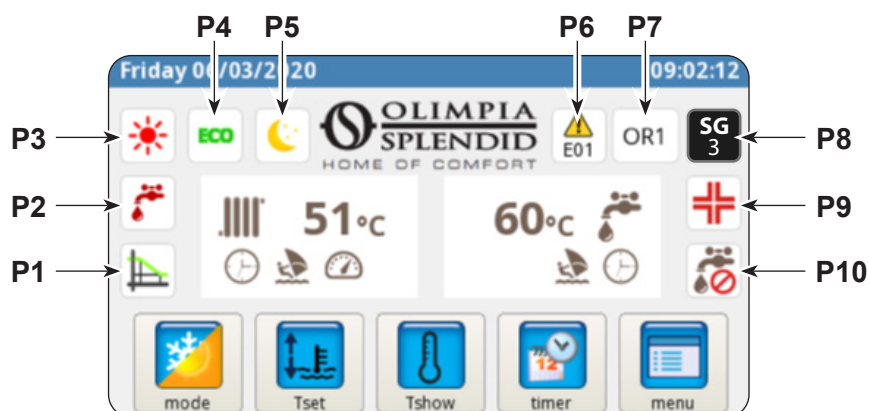 P4 P5 P6 P7
Friday 06/03/2020 09:02:12
P3 ECO OLIMPIA SPLENDID E01 OR1 SG 3 P8
HOME OF COMFORT
P2 51°C 60°C P9
P1 P10
12
mode Tset Tshow timer menu